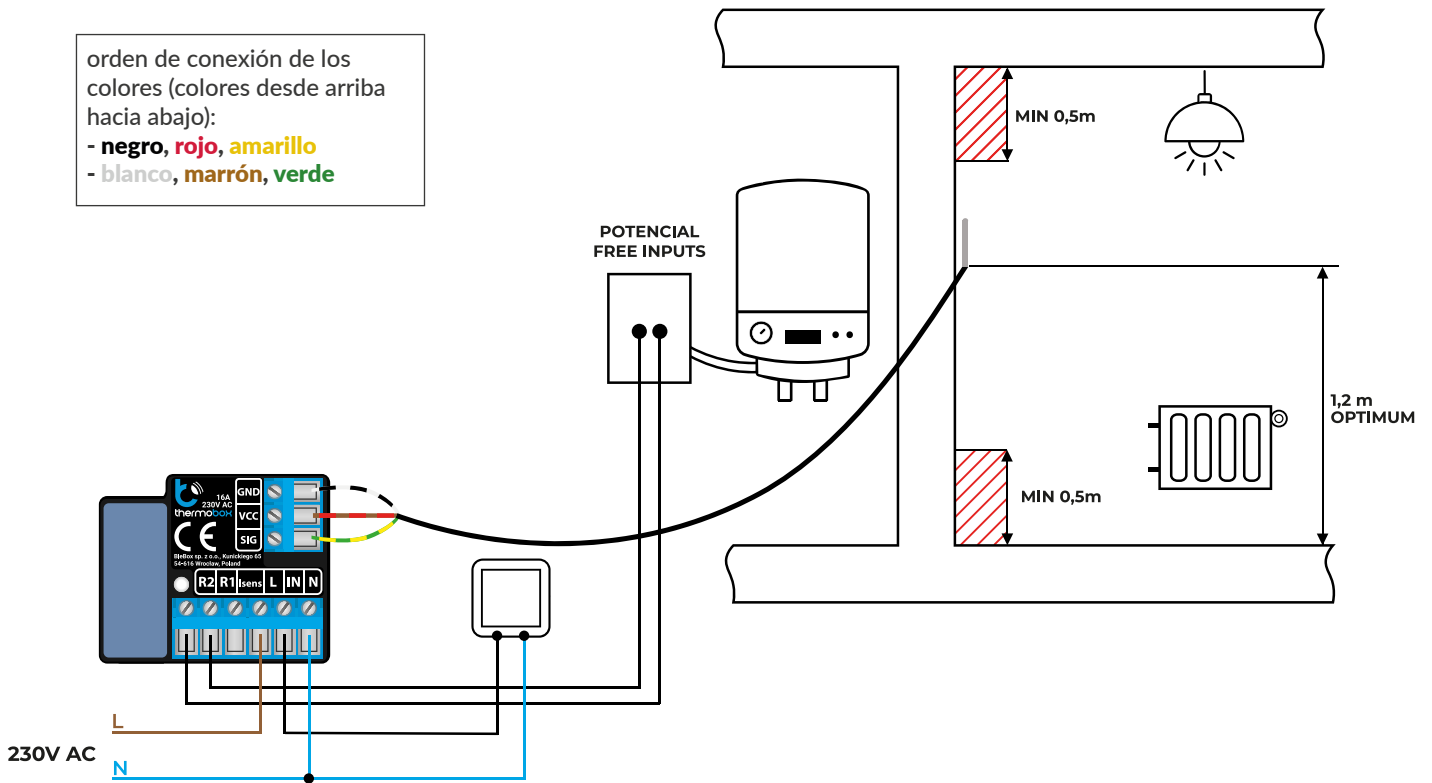 orden de conexión de los
colores (colores desde arriba
hacia abajo):
- negro, rojo, amarillo
- blanco, marrón, verde
MIN 0,5m
POTENCIAL
FREE INPUTS
1,2 m
OPTIMUM
MIN 0,5m
thermobox
16A
230V AC
GND
VCC
SIG
CE
BleBox sp. z o.o., Kunickiego 65
54-616 Wrocław, Poland
R2 R1 Isens L IN N
L
230V AC
N